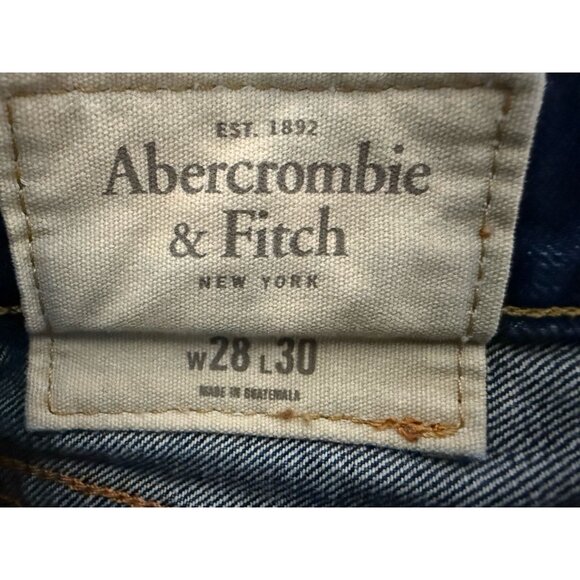 EST. 1892
Abercrombie
& Fitch
NEW YORK
W28 L30
MADE IN GUATEMALA